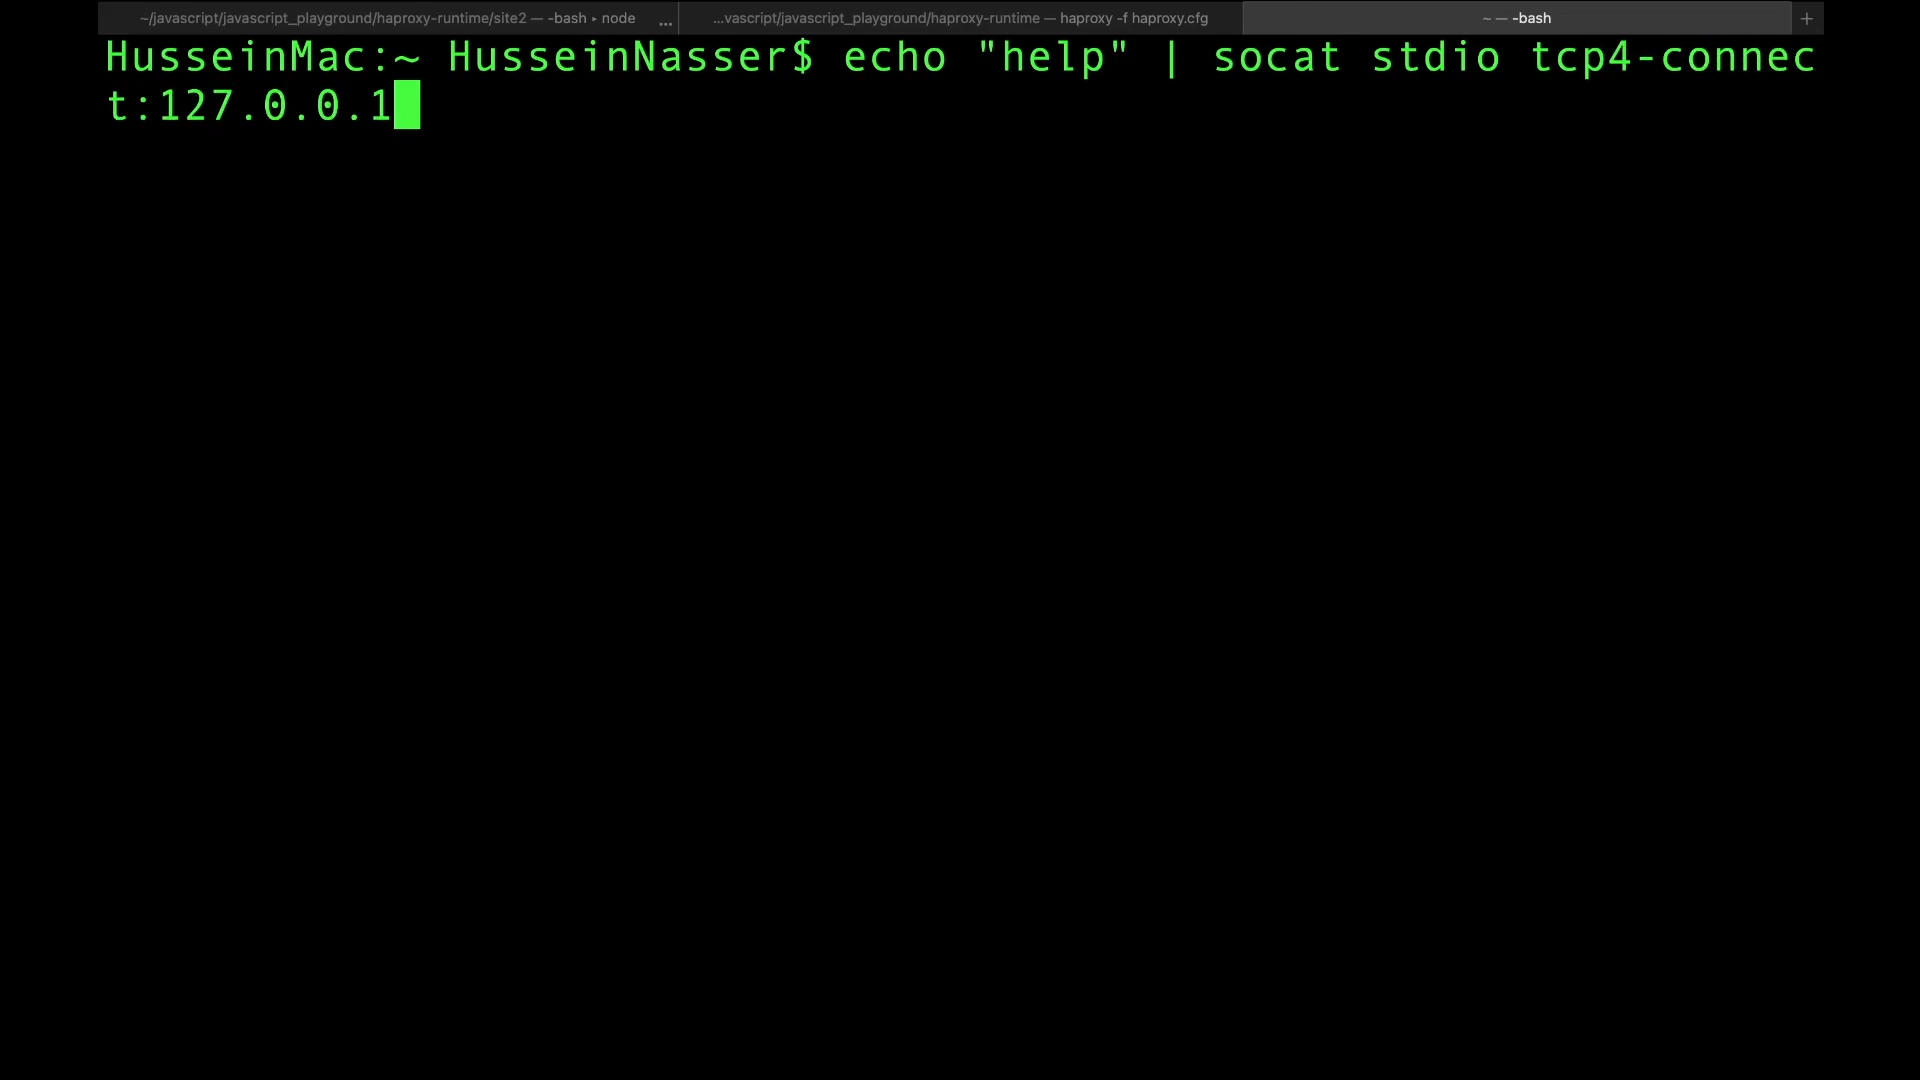 ~/javascript/javascript_playground/haproxy-runtime/site2 — -bash ▸ node ... ...vascript/javascript_playground/haproxy-runtime — haproxy -f haproxy.cfg ~ — -bash +
HusseinMac:~ HusseinNasser$ echo "help" | socat stdio tcp4-connec
t:127.0.0.1